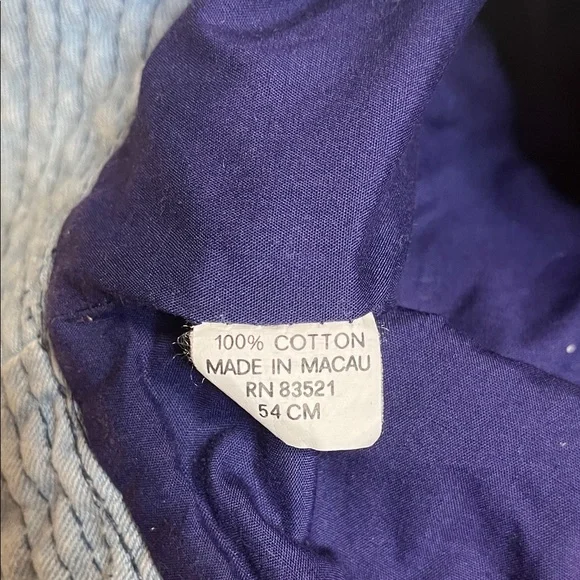 100% COTTON
MADE IN MACAU
RN 83521
54 CM